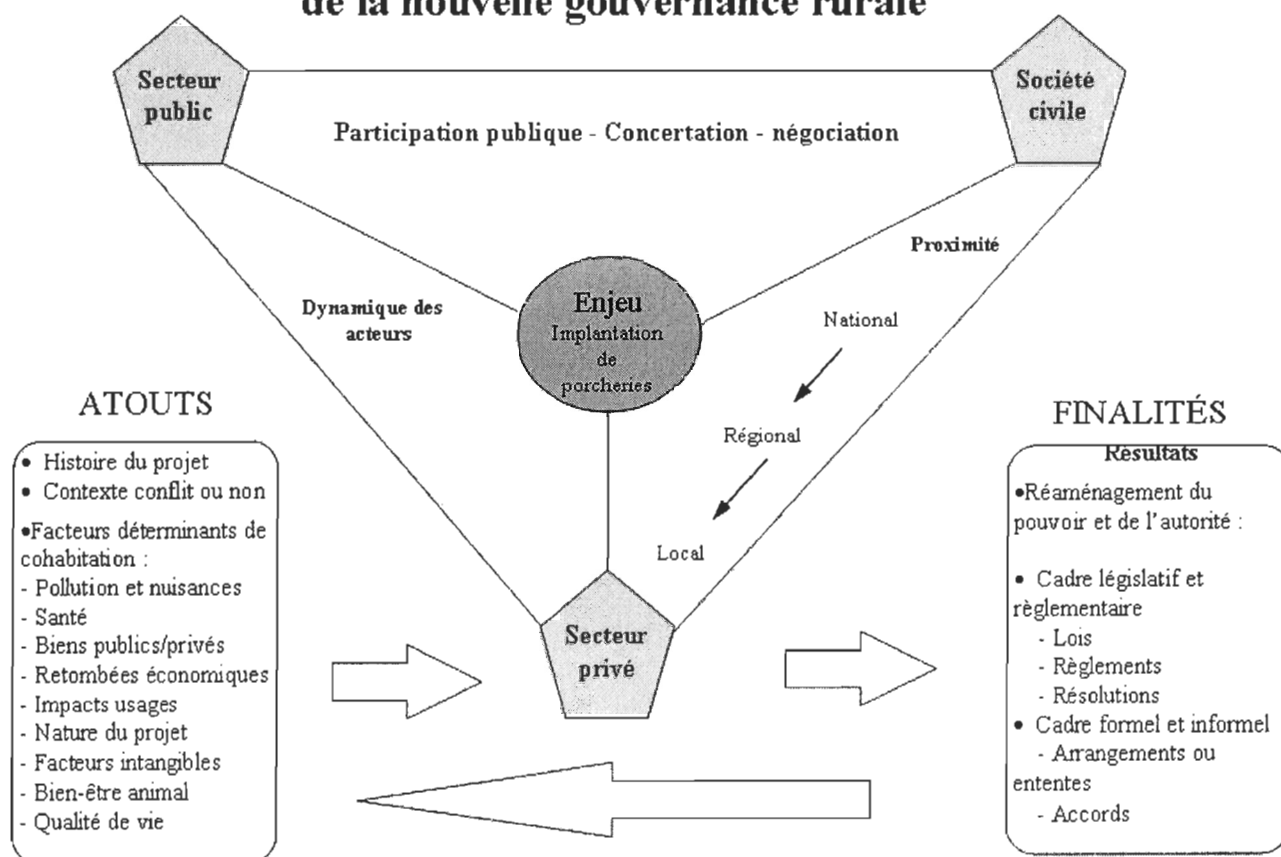 de la nouvelle gouvernance rurale
Secteur
public
Société
civile
Participation publique - Concertation - négociation
Proximité
Dynamique des
acteurs
Enjeu
Implantation
de
porcheries
National
Régional
Local
Secteur
privé
ATOUTS
• Histoire du projet
• Contexte conflit ou non
•Facteurs déterminants de
cohabitation :
- Pollution et nuisances
- Santé
- Biens publics/privés
- Retombées économiques
- Impacts usages
- Nature du projet
- Facteurs intangibles
- Bien-être animal
- Qualité de vie
FINALITÉS
Résultats
•Réaménagement du
pouvoir et de l'autorité :
• Cadre législatif et
règlementaire
- Lois
- Règlements
- Résolutions
• Cadre formel et informel
- Arrangements ou
ententes
- Accords